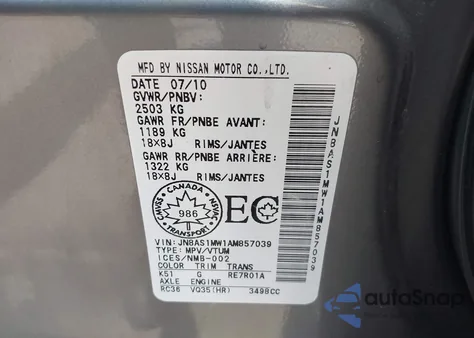 MFD BY NISSAN MOTOR CO.,LTD.
DATE 07/10
GVWR/PNBV:
2503 KG
GAWR FR/PNBE AVANT:
1189 KG
18X8J RIMS/JANTES
GAWR RR/PNBE ARRIÈRE:
1322 KG
18X8J RIMS/JANTES
CANADA
986
TRANSPORT
CMVSS NSVAC
EC
VIN:JN8AS1MW1AM857039
TYPE:MPV/VTUM
ICES/NMB-002
COLOR TRIM TRANS
K51 G RE7R01A
AXLE ENGINE
RC36 VQ35(HR) 3498CC
JN8AS1MW1AM857039
autoSnap